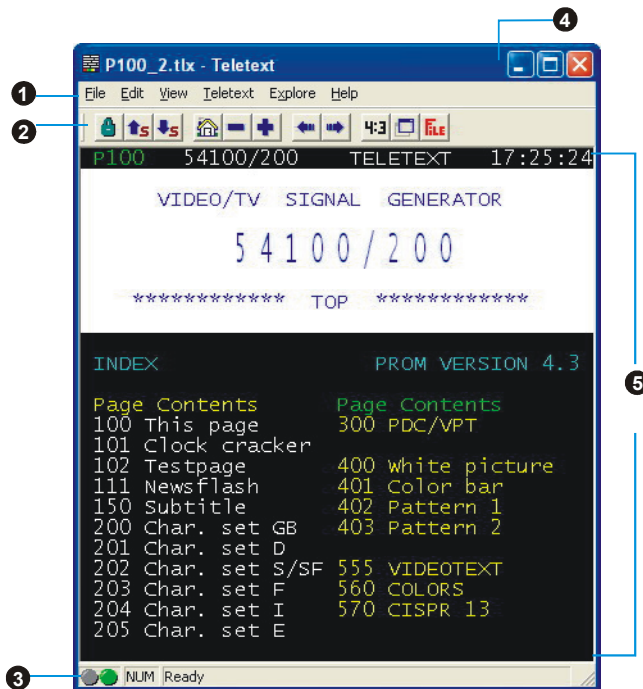 4
P100_2.tlx - Teletext
1
File Edit View Teletext Explore Help
2
S S 4:3 FILE
P100 54100/200 TELETEXT 17:25:24
VIDEO/TV SIGNAL GENERATOR
54100/200
************ TOP ************
5
INDEX PROM VERSION 4.3
Page Contents Page Contents
100 This page 300 PDC/VPT
101 Clock cracker
102 Testpage 400 White picture
111 Newsflash 401 Color bar
150 Subtitle 402 Pattern 1
200 Char. set GB 403 Pattern 2
201 Char. set D
202 Char. set S/SF 555 VIDEOTEXT
203 Char. set F 560 COLORS
204 Char. set I 570 CISPR 13
205 Char. set E
3
NUM Ready